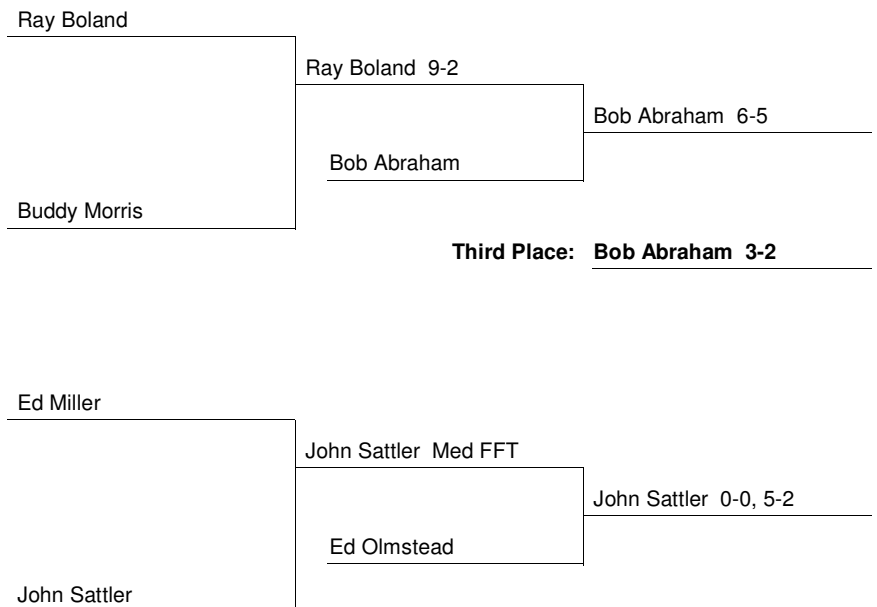 Ray Boland
Ray Boland 9-2
Bob Abraham 6-5
Bob Abraham
Buddy Morris
Third Place: Bob Abraham 3-2
Ed Miller
John Sattler Med FFT
John Sattler 0-0, 5-2
Ed Olmstead
John Sattler